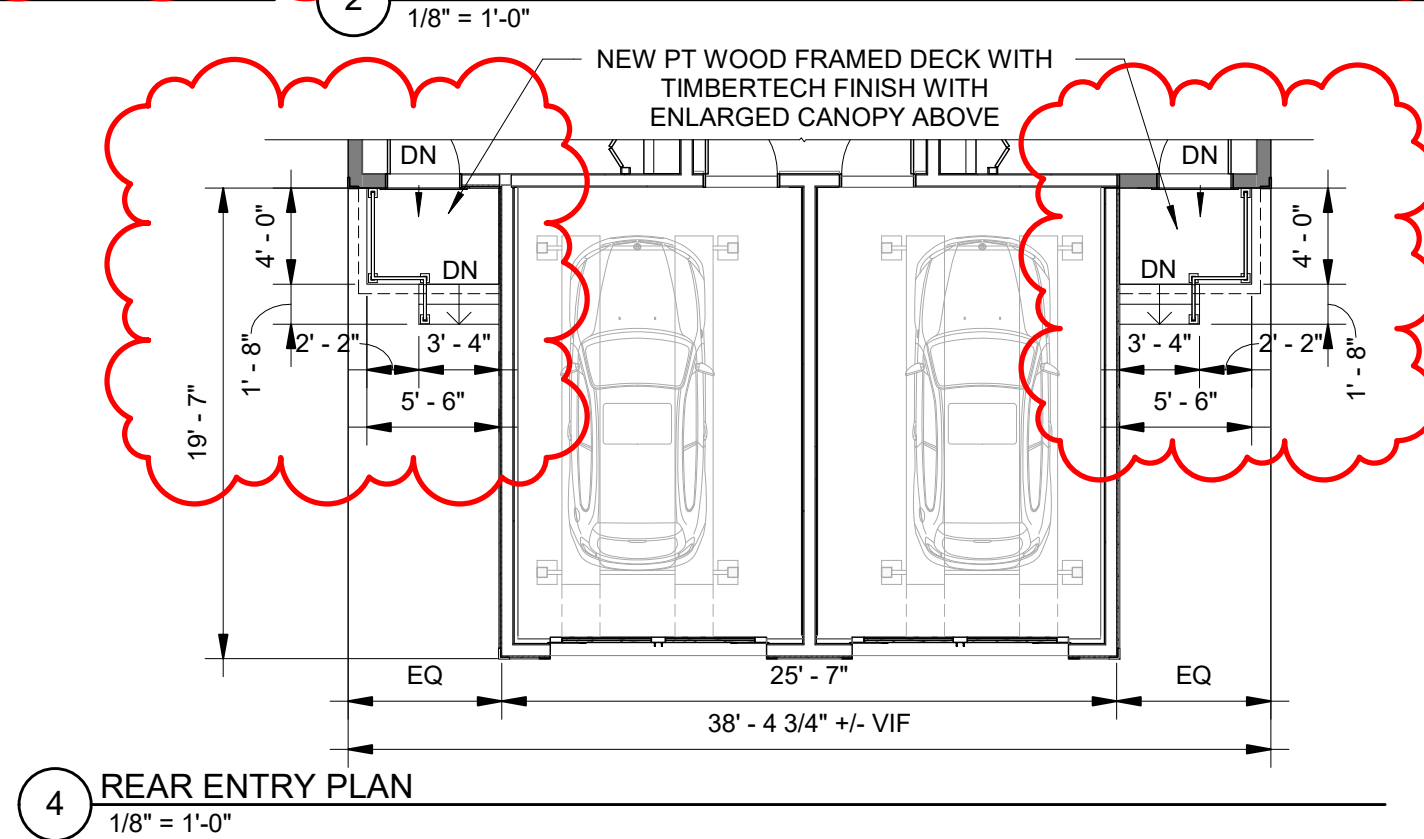 2
1/8" = 1'-0"
NEW PT WOOD FRAMED DECK WITH
TIMBERTECH FINISH WITH
ENLARGED CANOPY ABOVE
DN
DN
4' - 0"
4' - 0"
DN
DN
1' - 8"
2' - 2"
3' - 4"
3' - 4"
2' - 2"
1' - 8"
5' - 6"
5' - 6"
19' - 7"
EQ
25' - 7"
EQ
38' - 4 3/4" +/- VIF
4
REAR ENTRY PLAN
1/8" = 1'-0"